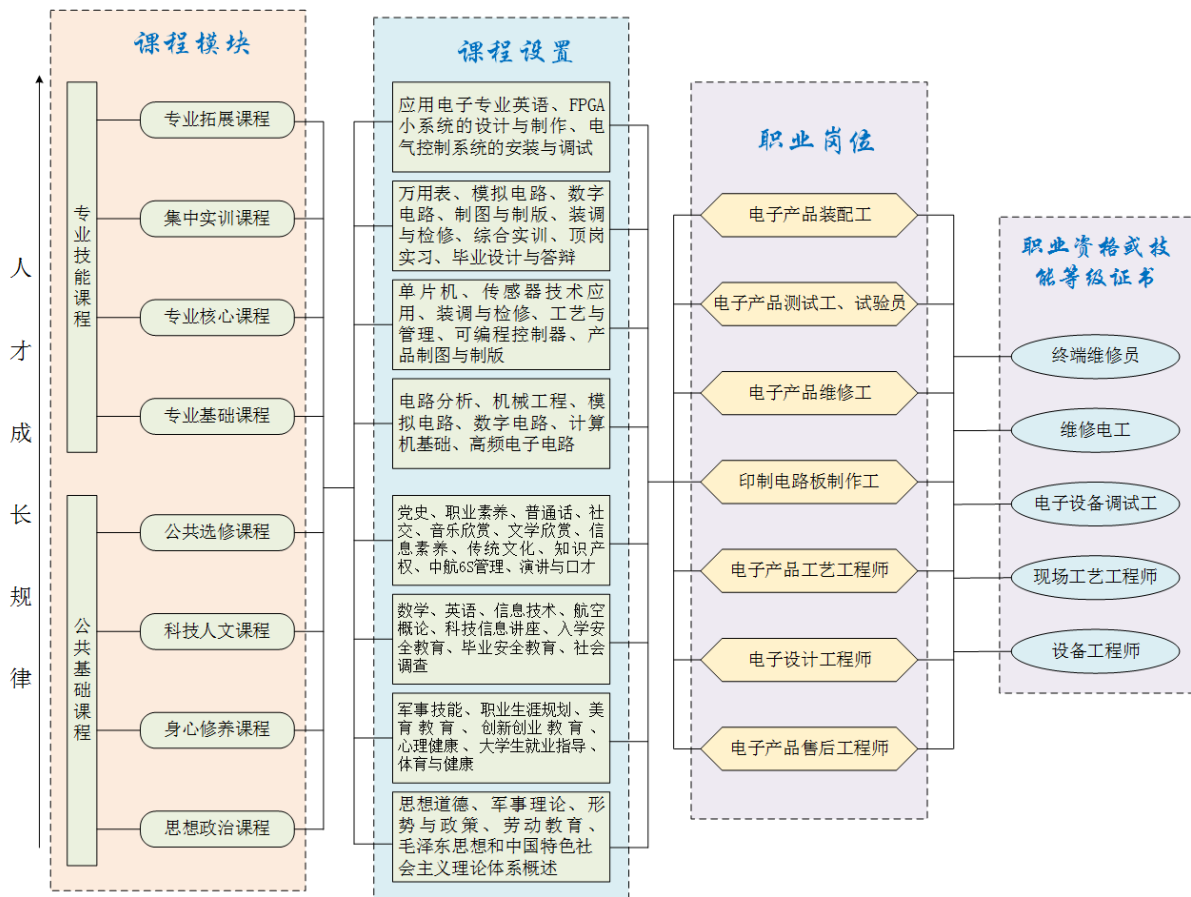 人才成长规律
课程模块
专业技能课程
专业拓展课程
集中实训课程
专业核心课程
专业基础课程
公共基础课程
公共选修课程
科技人文课程
身心修养课程
思想政治课程
课程设置
应用电子专业英语、FPGA
小系统的设计与制作、电
气控制系统的安装与调试
万用表、模拟电路、数字
电路、制图与制版、装调
与检修、综合实训、顶岗
实习、毕业设计与答辩
单片机、传感器技术应
用、装调与检修、工艺与
管理、可编程控制器、产
品制图与制版
电路分析、机械工程、模
拟电路、数字电路、计算
机基础、高频电子电路
党史、职业素养、普通话、社
交、音乐欣赏、文学欣赏、信
息素养、传统文化、知识产
权、中航6S管理、演讲与口才
数学、英语、信息技术、航空
概论、科技信息讲座、入学安
全教育、毕业安全教育、社会
调查
军事技能、职业生涯规划、美
育教育、创新创业教育、
心理健康、大学生就业指导、
体育与健康
思想道德、军事理论、形
势与政策、劳动教育、
毛泽东思想和中国特色社
会主义理论体系概述
职业岗位
电子产品装配工
电子产品测试工、试验员
电子产品维修工
印制电路板制作工
电子产品工艺工程师
电子设计工程师
电子产品售后工程师
职业资格或技
能等级证书
终端维修员
维修电工
电子设备调试工
现场工艺工程师
设备工程师